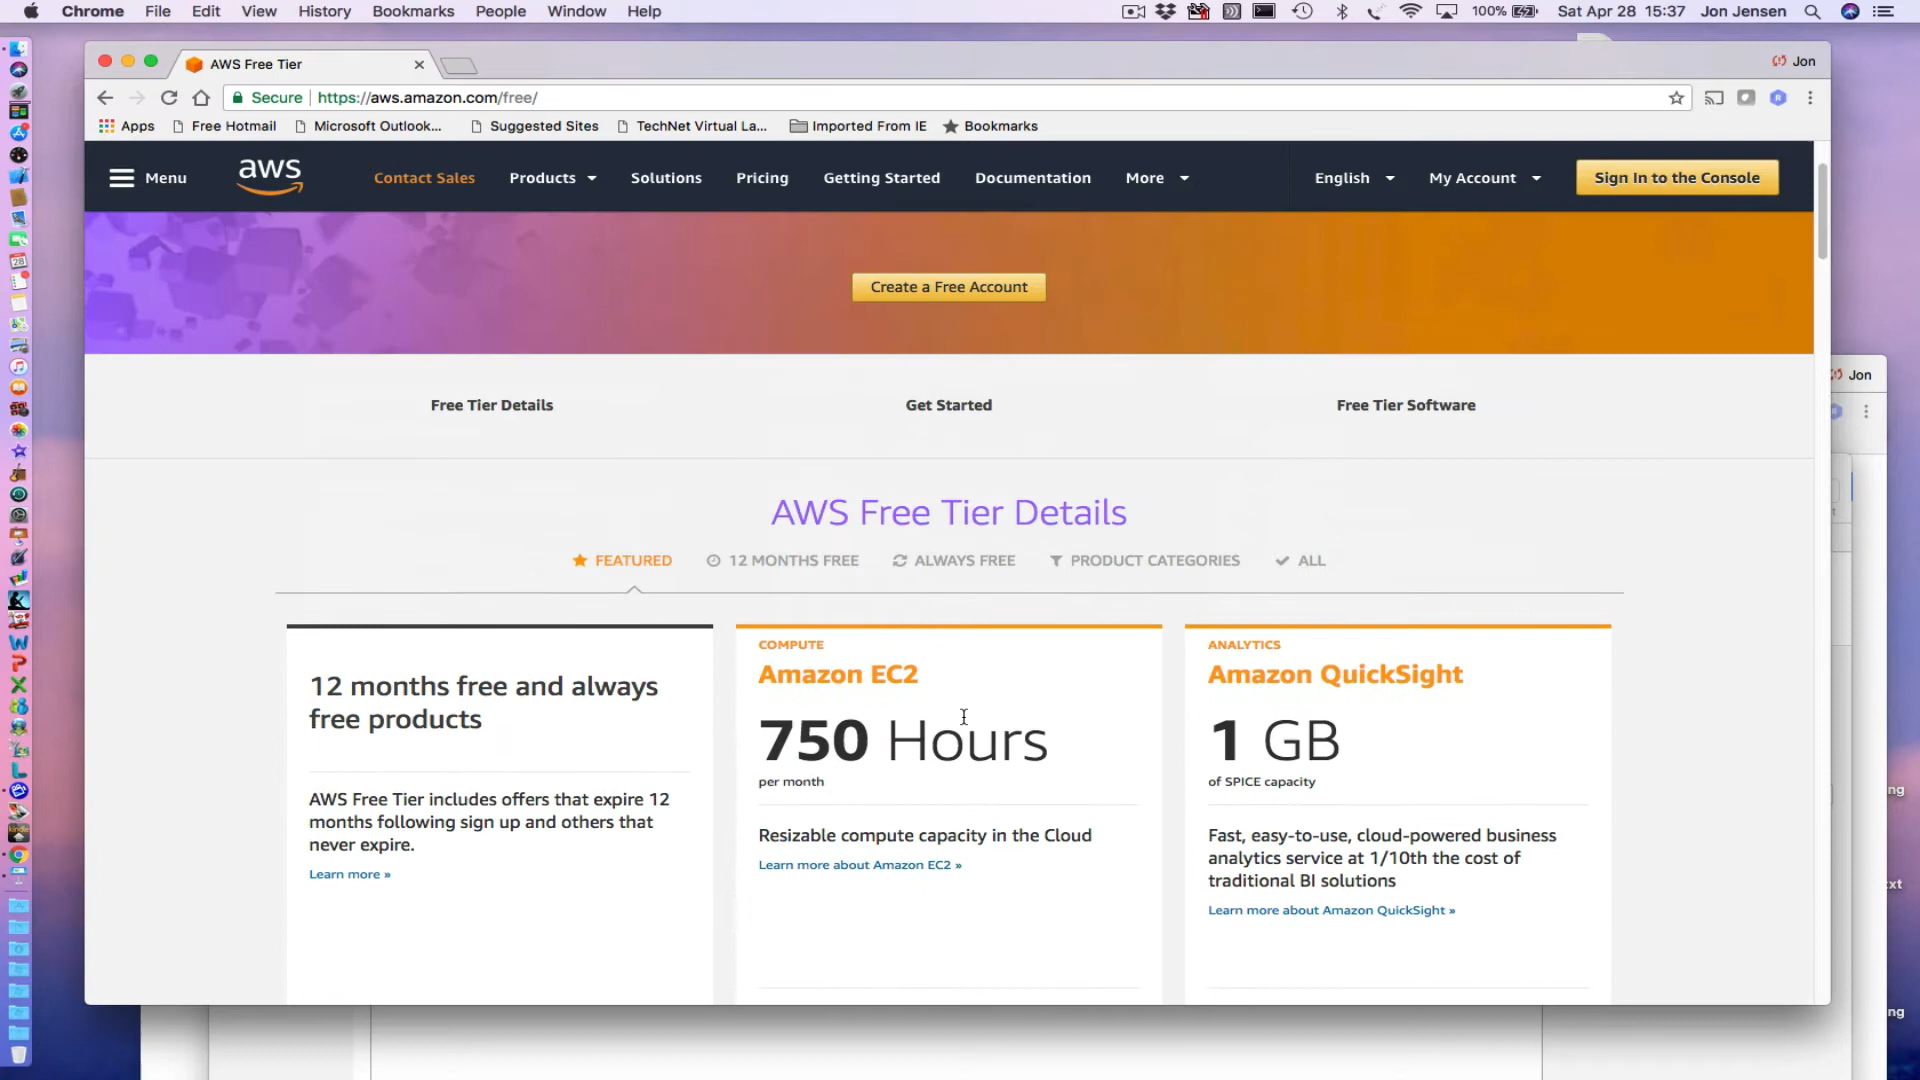 Chrome File Edit View History Bookmarks People Window Help 100% Sat Apr 28 15:37 Jon Jensen
AWS Free Tier Jon
Secure https://aws.amazon.com/free/
Apps Free Hotmail Microsoft Outlook... Suggested Sites TechNet Virtual La... Imported From IE Bookmarks
Menu aws Contact Sales Products Solutions Pricing Getting Started Documentation More English My Account Sign In to the Console
Create a Free Account
Jon
Free Tier Details Get Started Free Tier Software
AWS Free Tier Details
FEATURED 12 MONTHS FREE ALWAYS FREE PRODUCT CATEGORIES ALL
12 months free and always
free products
AWS Free Tier includes offers that expire 12
months following sign up and others that
never expire.
Learn more »
COMPUTE
Amazon EC2
750 Hours
per month
Resizable compute capacity in the Cloud
Learn more about Amazon EC2 »
ANALYTICS
Amazon QuickSight
1 GB
of SPICE capacity
Fast, easy-to-use, cloud-powered business
analytics service at 1/10th the cost of
traditional BI solutions
Learn more about Amazon QuickSight »
ng
xt
ng